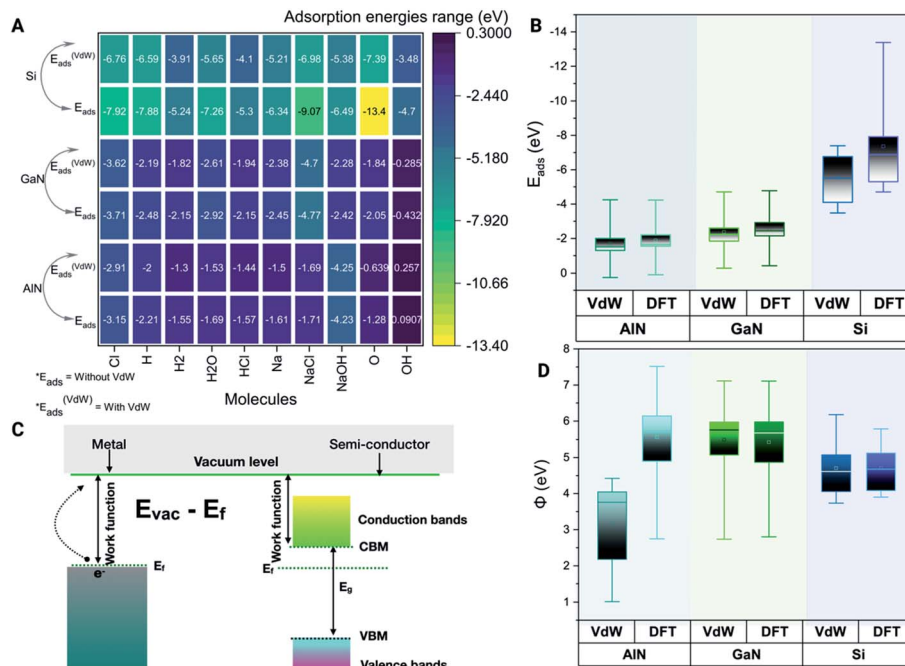 A
Adsorption energies range (eV)
Si
E_ads^(VdW)
-6.76 -6.59 -3.91 -5.65 -4.1 -5.21 -6.98 -5.38 -7.39 -3.48
E_ads
-7.92 -7.88 -5.24 -7.26 -5.3 -6.34 -9.07 -6.49 -13.4 -4.7
GaN
E_ads^(VdW)
-3.62 -2.19 -1.82 -2.61 -1.94 -2.38 -4.7 -2.28 -1.84 -0.285
E_ads
-3.71 -2.48 -2.15 -2.92 -2.15 -2.45 -4.77 -2.42 -2.05 -0.432
AlN
E_ads^(VdW)
-2.91 -2 -1.3 -1.53 -1.44 -1.5 -1.69 -4.25 -0.639 0.257
E_ads
-3.15 -2.21 -1.55 -1.69 -1.57 -1.61 -1.71 -4.23 -1.28 0.0907
Cl H H2 H2O HCl Na NaCl NaOH O OH
Molecules
0.3000
-2.440
-5.180
-7.920
-10.66
-13.40
*E_ads = Without VdW
*E_ads^(VdW) = With VdW
B
E_ads (eV)
-14
-12
-10
-8
-6
-4
-2
0
VdW DFT VdW DFT VdW DFT
AlN GaN Si
C
Metal
Semi-conductor
Vacuum level
Work function
E_vac - E_f
Work function
Conduction bands
CBM
E_f
e-
E_f
E_g
VBM
Valence bands
D
Φ (eV)
8
7
6
5
4
3
2
1
VdW DFT VdW DFT VdW DFT
AlN GaN Si